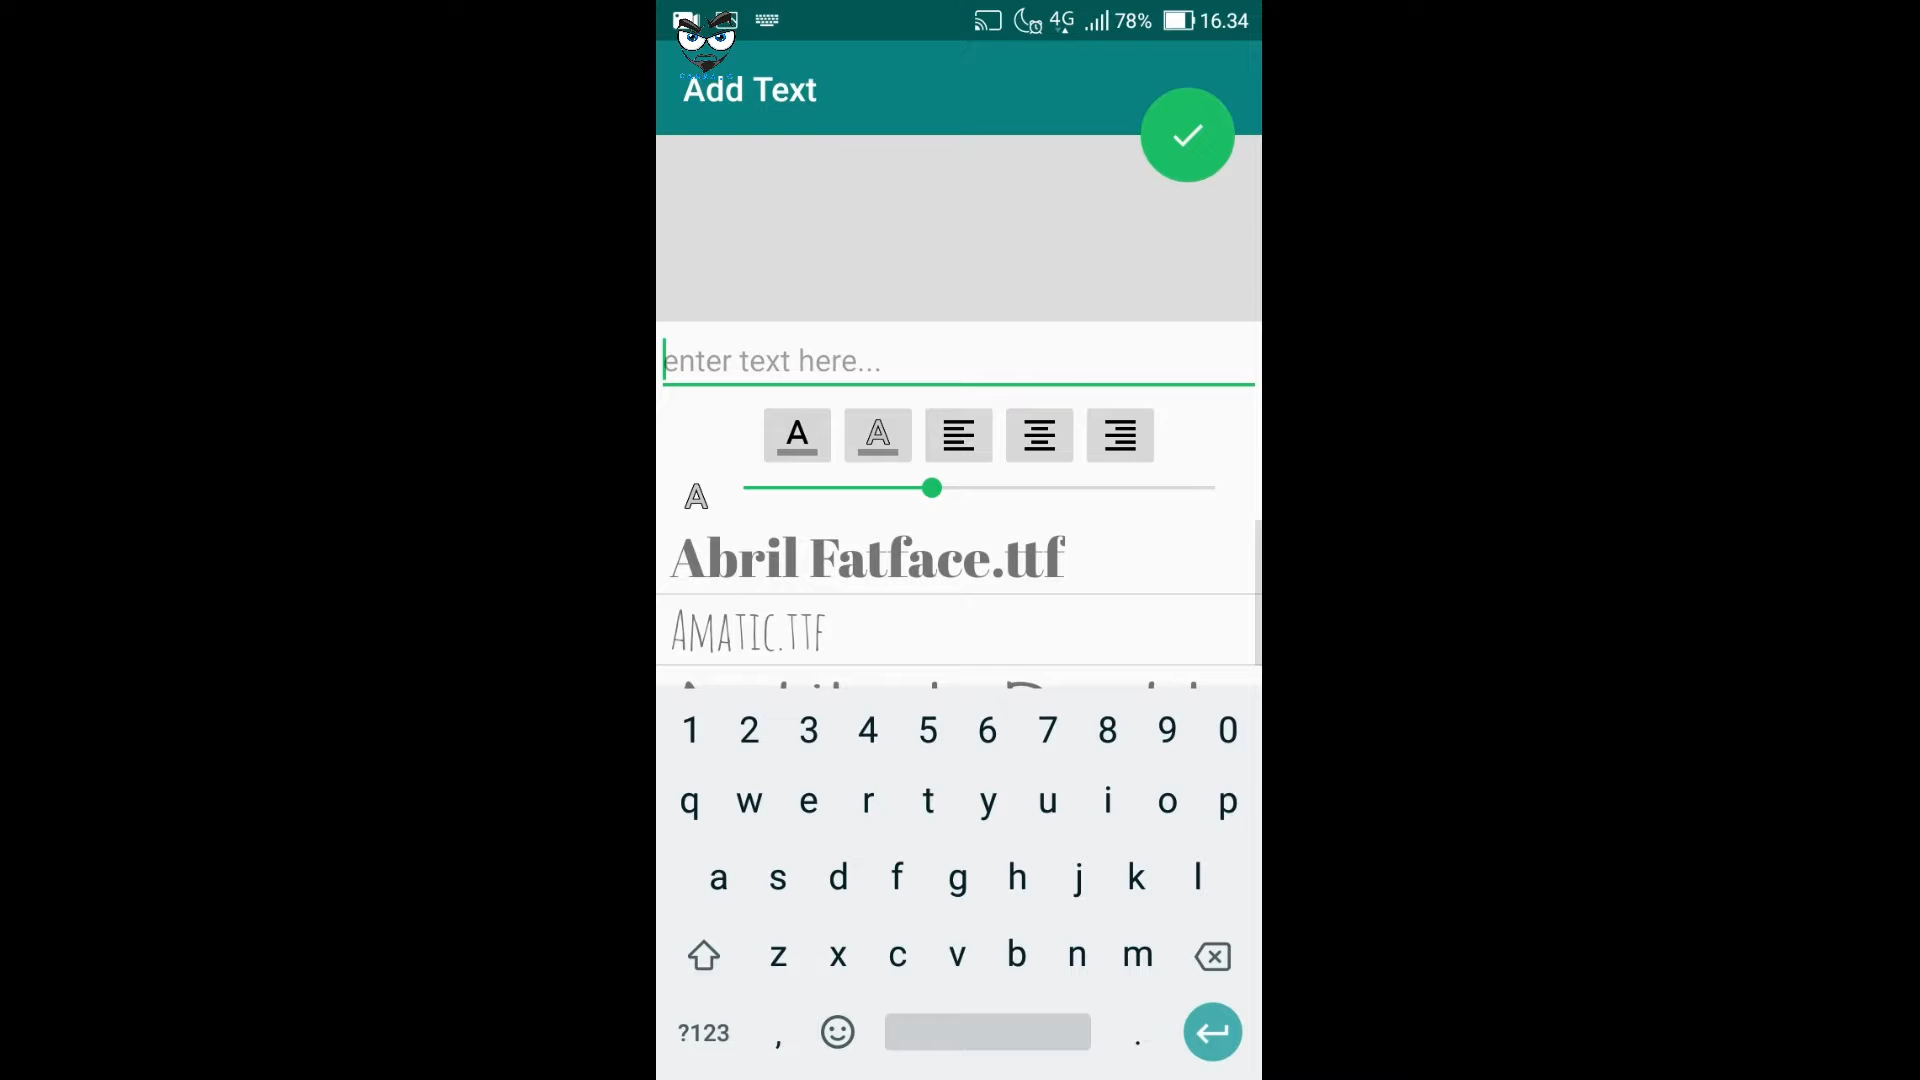 4G 78% 16.34
Add Text
enter text here...
A A
A
Abril Fatface.ttf
Amatic.ttf
1 2 3 4 5 6 7 8 9 0
q w e r t y u i o p
a s d f g h j k l
z x c v b n m
?123 , .